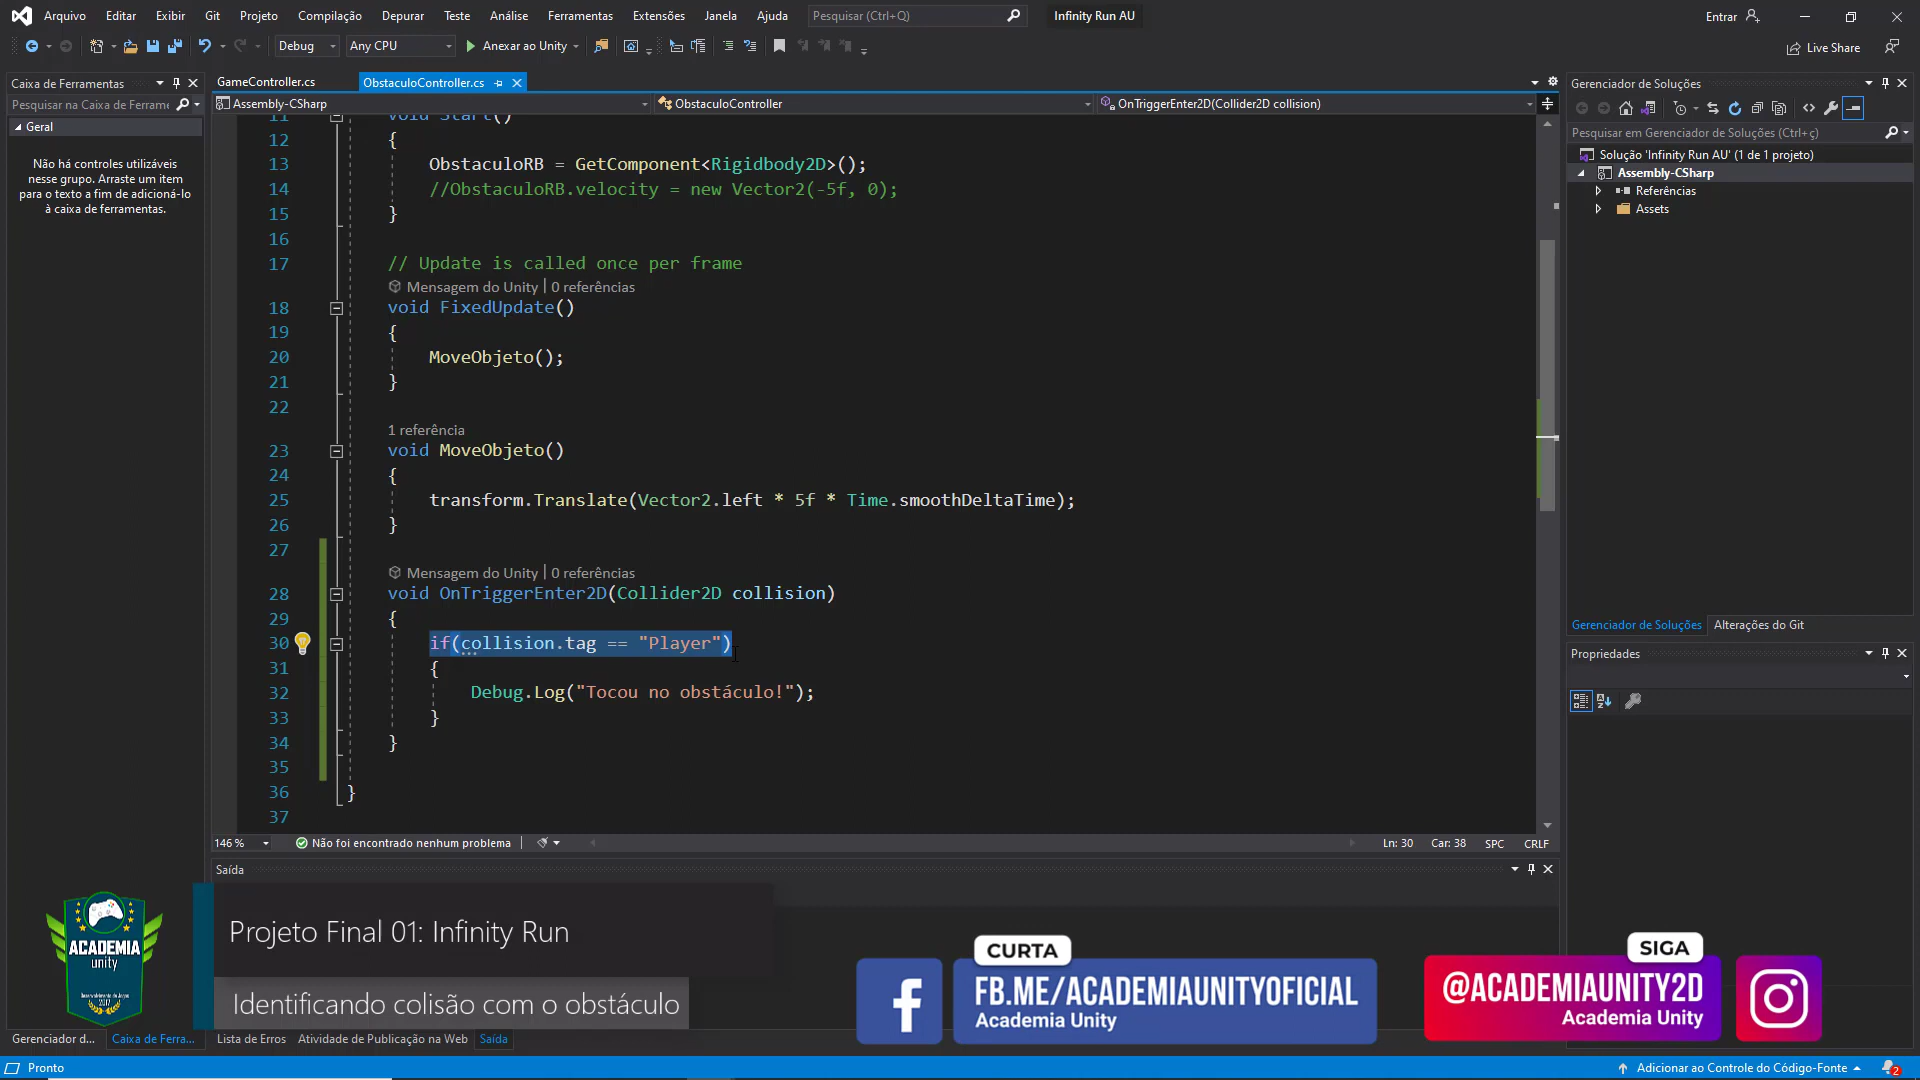 Arquivo Editar Exibir Git Projeto Compilação Depurar Teste Análise Ferramentas Extensões Janela Ajuda Pesquisar (Ctrl+Q) Infinity Run AU Entrar
Debug Any CPU Anexar ao Unity Live Share
Caixa de Ferramentas
Pesquisar na Caixa de Ferrame
Geral
Não há controles utilizáveis
nesse grupo. Arraste um item
para o texto a fim de adicioná-lo
à caixa de ferramentas.
GameController.cs ObstaculoController.cs
Assembly-CSharp ObstaculoController OnTriggerEnter2D(Collider2D collision)
11 void Start()
12 {
13 ObstaculoRB = GetComponent<Rigidbody2D>();
14 //ObstaculoRB.velocity = new Vector2(-5f, 0);
15 }
16
17 // Update is called once per frame
Mensagem do Unity | 0 referências
18 void FixedUpdate()
19 {
20 MoveObjeto();
21 }
22
1 referência
23 void MoveObjeto()
24 {
25 transform.Translate(Vector2.left * 5f * Time.smoothDeltaTime);
26 }
27
Mensagem do Unity | 0 referências
28 void OnTriggerEnter2D(Collider2D collision)
29 {
30 if(collision.tag == "Player")
31 {
32 Debug.Log("Tocou no obstáculo!");
33 }
34 }
35
36 }
37
146 % Não foi encontrado nenhum problema Ln: 30 Car: 38 SPC CRLF
Saída
Gerenciador de Soluções
Pesquisar em Gerenciador de Soluções (Ctrl+ç)
Solução 'Infinity Run AU' (1 de 1 projeto)
Assembly-CSharp
Referências
Assets
Gerenciador de Soluções Alterações do Git
Propriedades
ACADEMIA
unity
2017
Projeto Final 01: Infinity Run
Identificando colisão com o obstáculo
CURTA
FB.ME/ACADEMIAUNITYOFICIAL
Academia Unity
SIGA
@ACADEMIAUNITY2D
Academia Unity
Gerenciador d... Caixa de Ferra... Lista de Erros Atividade de Publicação na Web Saída
Pronto Adicionar ao Controle do Código-Fonte 2